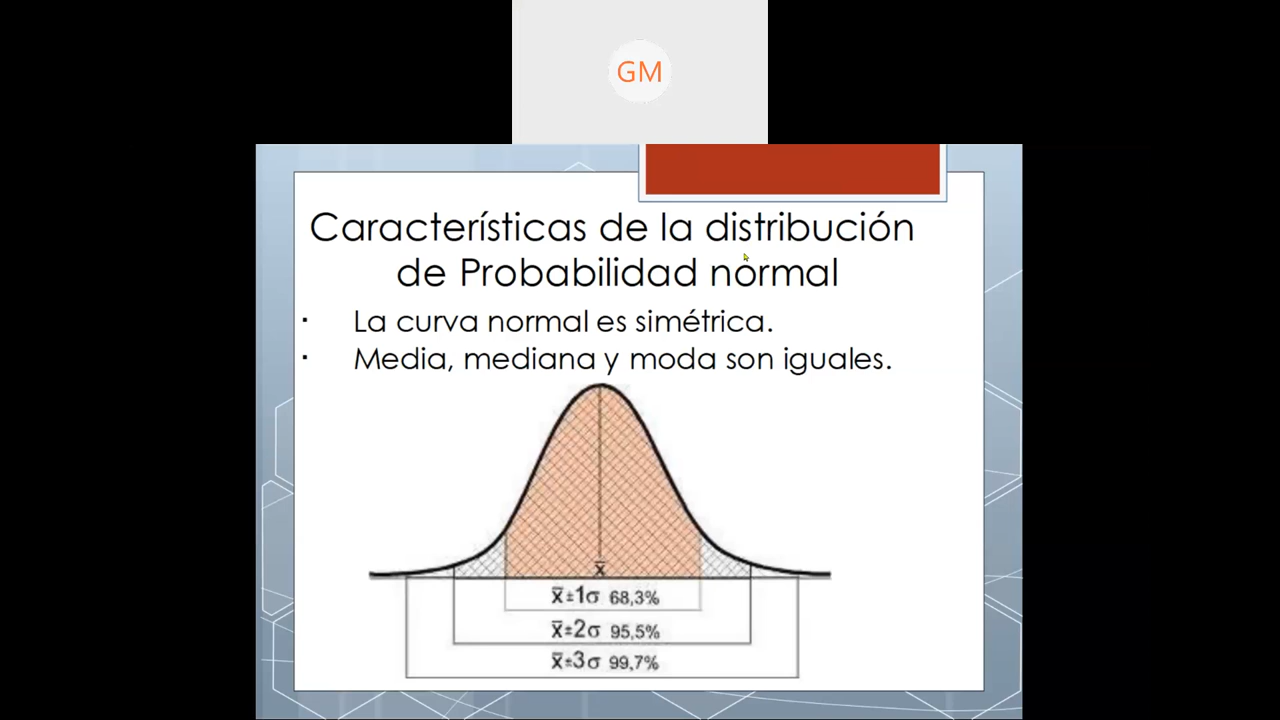 GM
Características de la distribución
de Probabilidad normal
▪ La curva normal es simétrica.
▪ Media, mediana y moda son iguales.
x̄
x̄±1σ 68,3%
x̄±2σ 95,5%
x̄±3σ 99,7%